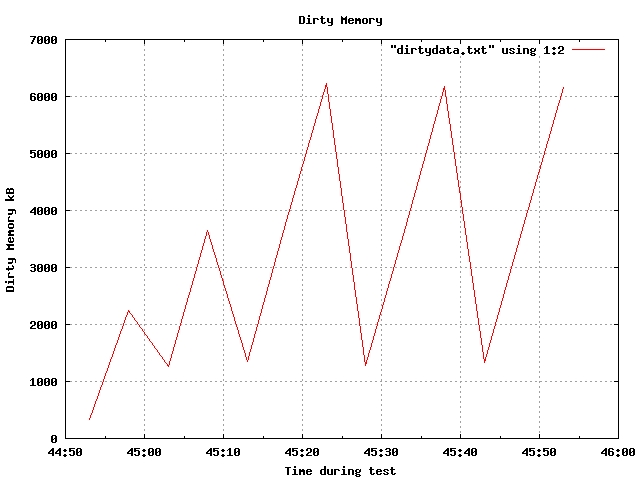 Dirty Memory
"dirtydata.txt" using 1:2
7000
6000
5000
4000
3000
2000
1000
0
Dirty Memory kB
44:50 45:00 45:10 45:20 45:30 45:40 45:50 46:00
Time during test